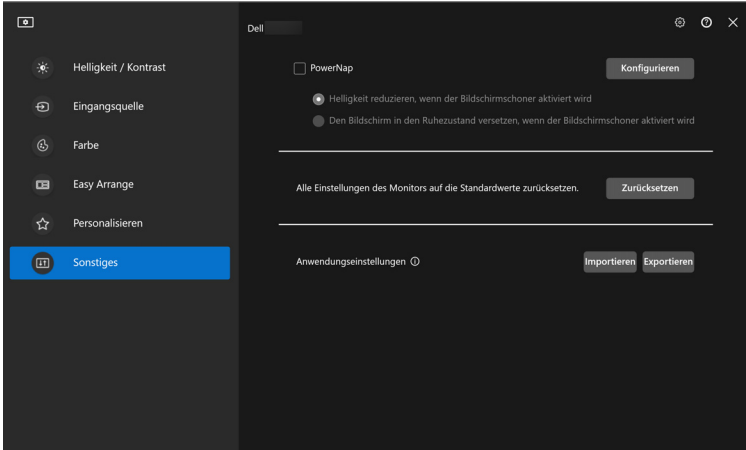 Dell
Helligkeit / Kontrast
Eingangsquelle
Farbe
Easy Arrange
Personalisieren
Sonstiges
PowerNap
Konfigurieren
Helligkeit reduzieren, wenn der Bildschirmschoner aktiviert wird
Den Bildschirm in den Ruhezustand versetzen, wenn der Bildschirmschoner aktiviert wird
Alle Einstellungen des Monitors auf die Standardwerte zurücksetzen.
Zurücksetzen
Anwendungseinstellungen
Importieren
Exportieren